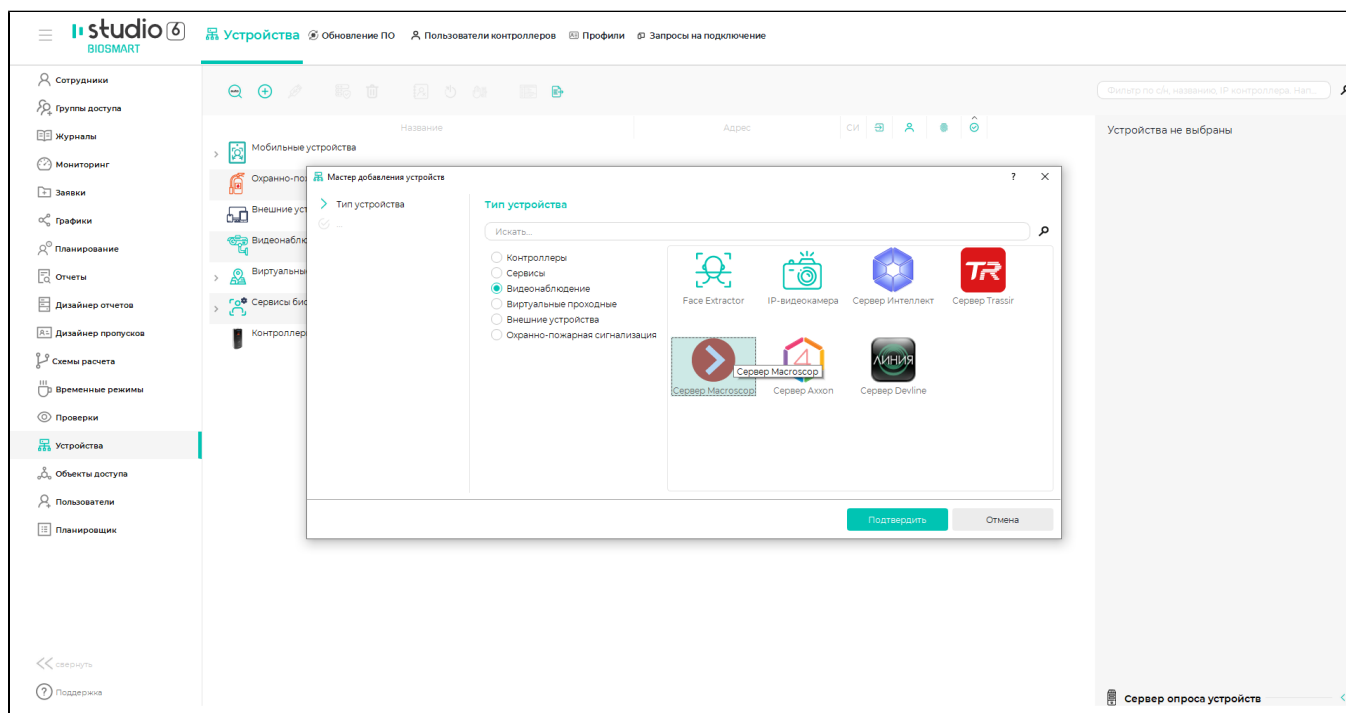 studio 6
BIOSMART
Устройства
Обновление ПО
Пользователи контроллеров
Профили
Запросы на подключение
Сотрудники
Группы доступа
Журналы
Мониторинг
Заявки
Графики
Планирование
Отчеты
Дизайнер отчетов
Дизайнер пропусков
Схемы расчета
Временные режимы
Проверки
Устройства
Объекты доступа
Пользователи
Планировщик
свернуть
Поддержка
Фильтр по с/н, названию, IP контроллера. Нап...
Название
Адрес
СИ
Мобильные устройства
Охранно-по
Внешние уст
Видеонаблю
Виртуальны
Сервисы био
Контроллер
Устройства не выбраны
Мастер добавления устройств
?
Тип устройства
...
Тип устройства
Искать...
Контроллеры
Сервисы
Видеонаблюдение
Виртуальные проходные
Внешние устройства
Охранно-пожарная сигнализация
TR
Face Extractor
IP-видеокамера
Сервер Интеллект
Сервер Trassir
4
ЛИНИЯ
Сервер Macroscop
Сервер Macroscop
Сервер Axxon
Сервер Devline
Подтвердить
Отмена
Сервер опроса устройств